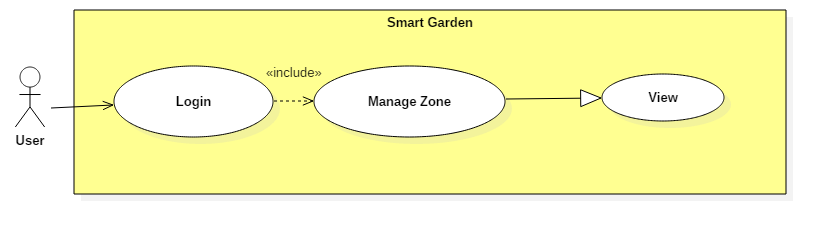 Smart Garden
«include»
Login
Manage Zone
View
User